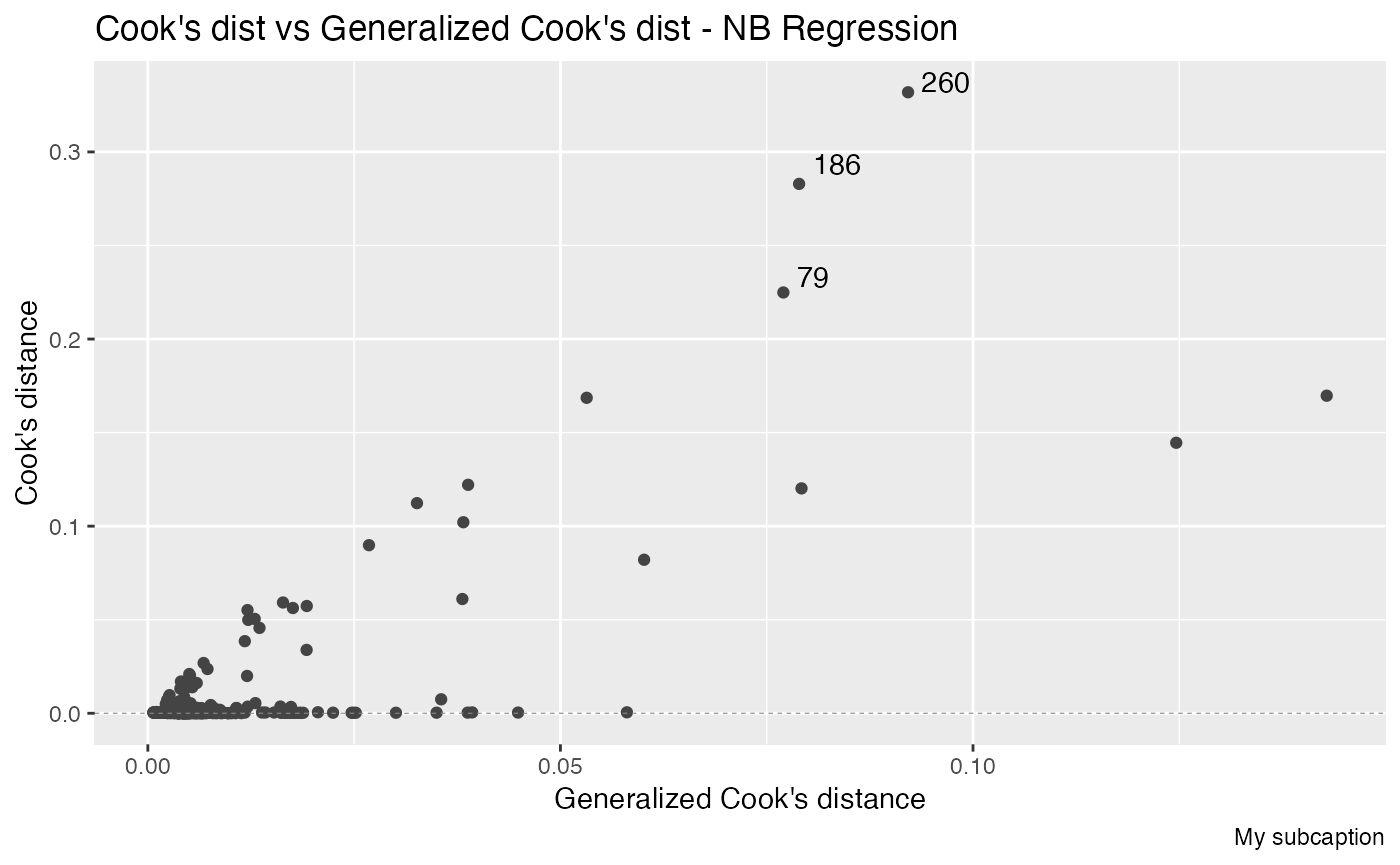 Cook's dist vs Generalized Cook's dist - NB Regression
260
0.3
186
79
0.2
Cook's distance
0.1
0.0
0.00 0.05 0.10
Generalized Cook's distance
My subcaption